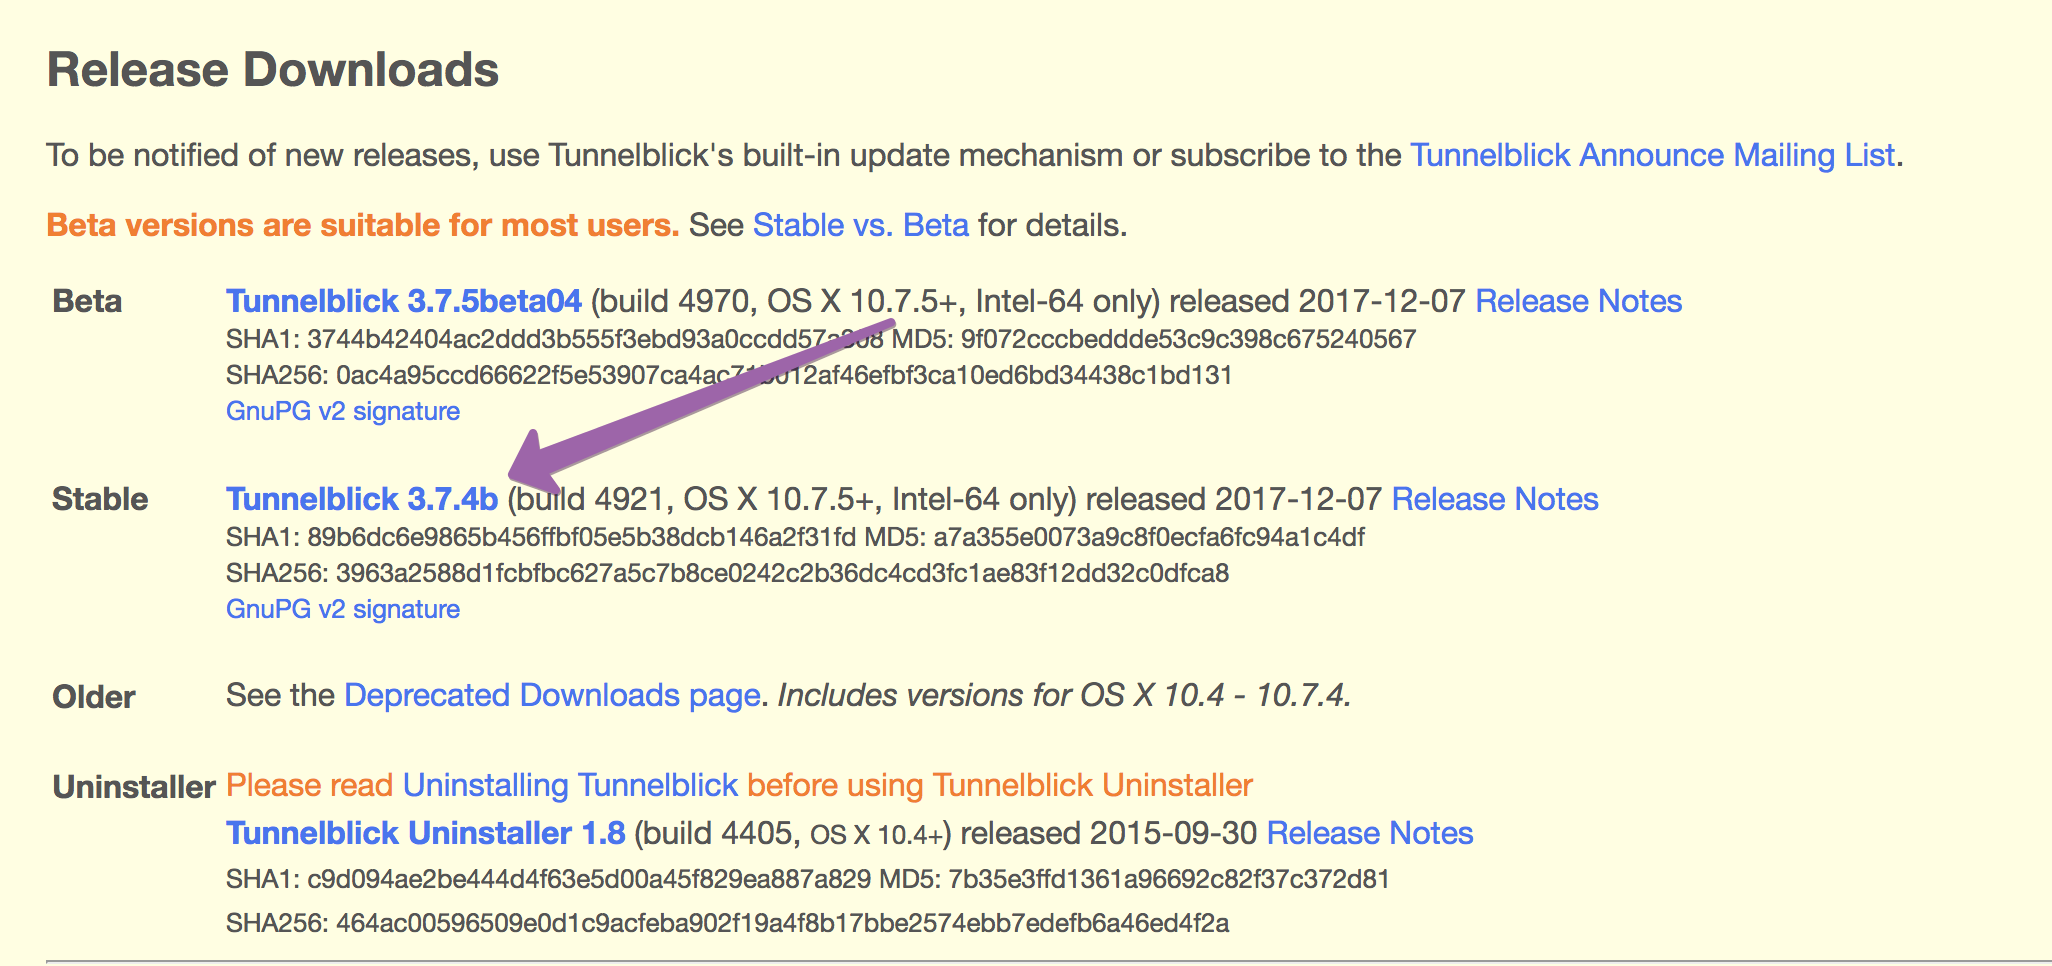 Release Downloads
To be notified of new releases, use Tunnelblick's built-in update mechanism or subscribe to the Tunnelblick Announce Mailing List.
Beta versions are suitable for most users. See Stable vs. Beta for details.
Beta Tunnelblick 3.7.5beta04 (build 4970, OS X 10.7.5+, Intel-64 only) released 2017-12-07 Release Notes
SHA1: MD5: 9f072cccbeddde53c9c398c675240567
SHA256:
GnuPG v2 signature
Stable Tunnelblick 3.7.4b (build 4921, OS X 10.7.5+, Intel-64 only) released 2017-12-07 Release Notes
SHA1: 89b6dc6e9865b456ffbf05e5b38dcb146a2f31fd MD5: a7a355e0073a9c8f0ecfa6fc94a1c4df
SHA256: 3963a2588d1fcbfbc627a5c7b8ce0242c2b36dc4cd3fc1ae83f12dd32c0dfca8
GnuPG v2 signature
Older See the Deprecated Downloads page. Includes versions for OS X 10.4 - 10.7.4.
Uninstaller Please read Uninstalling Tunnelblick before using Tunnelblick Uninstaller
Tunnelblick Uninstaller 1.8 (build 4405, OS X 10.4+) released 2015-09-30 Release Notes
SHA1: c9d094ae2be444d4f63e5d00a45f829ea887a829 MD5: 7b35e3ffd1361a96692c82f37c372d81
SHA256: 464ac00596509e0d1c9acfeba902f19a4f8b17bbe2574ebb7edefb6a46ed4f2a